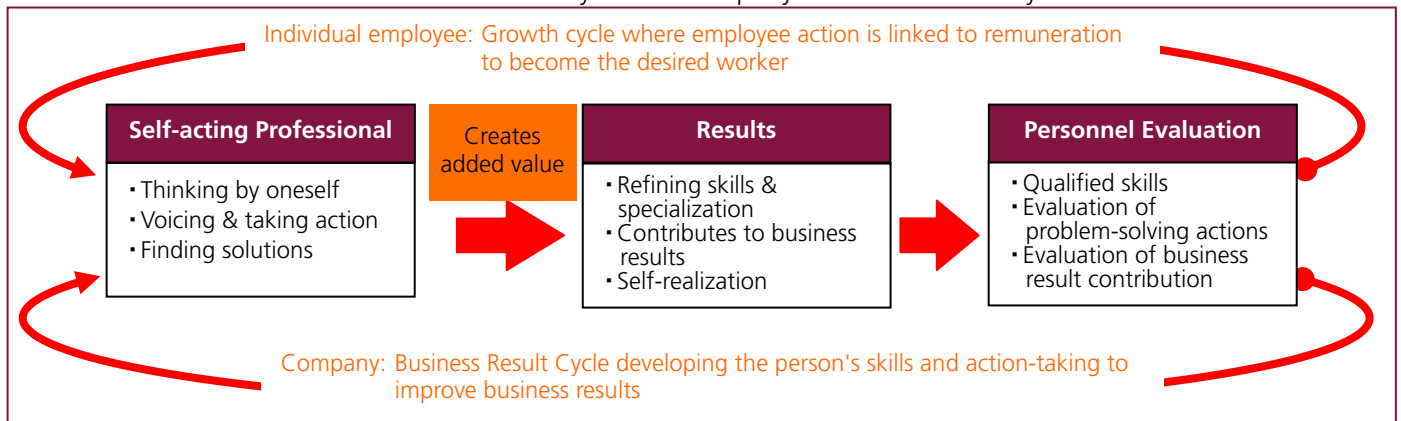 Individual employee: Growth cycle where employee action is linked to remuneration
to become the desired worker
Self-acting Professional
・Thinking by oneself
・Voicing & taking action
・Finding solutions
Creates
added value
Results
・Refining skills &
specialization
・Contributes to business
results
・Self-realization
Personnel Evaluation
・Qualified skills
・Evaluation of
problem-solving actions
・Evaluation of business
result contribution
Company: Business Result Cycle developing the person's skills and action-taking to
improve business results